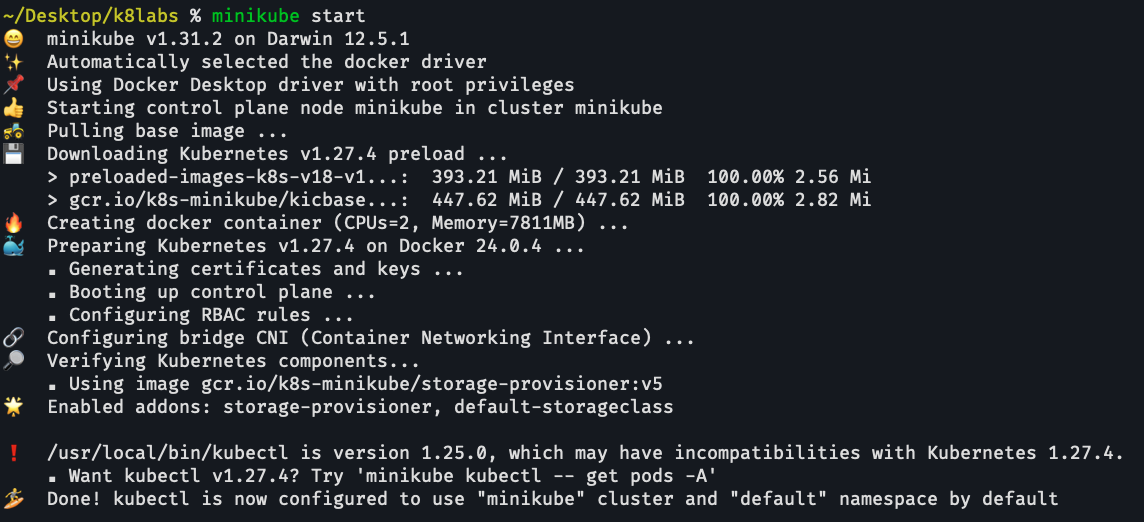 ~/Desktop/k8labs % minikube start
😄 minikube v1.31.2 on Darwin 12.5.1
✨ Automatically selected the docker driver
📌 Using Docker Desktop driver with root privileges
👍 Starting control plane node minikube in cluster minikube
🚜 Pulling base image ...
💾 Downloading Kubernetes v1.27.4 preload ...
> preloaded-images-k8s-v18-v1...: 393.21 MiB / 393.21 MiB 100.00% 2.56 Mi
> gcr.io/k8s-minikube/kicbase...: 447.62 MiB / 447.62 MiB 100.00% 2.82 Mi
🔥 Creating docker container (CPUs=2, Memory=7811MB) ...
🐳 Preparing Kubernetes v1.27.4 on Docker 24.0.4 ...
▪ Generating certificates and keys ...
▪ Booting up control plane ...
▪ Configuring RBAC rules ...
🔗 Configuring bridge CNI (Container Networking Interface) ...
🔎 Verifying Kubernetes components...
▪ Using image gcr.io/k8s-minikube/storage-provisioner:v5
🌟 Enabled addons: storage-provisioner, default-storageclass
❗ /usr/local/bin/kubectl is version 1.25.0, which may have incompatibilities with Kubernetes 1.27.4.
▪ Want kubectl v1.27.4? Try 'minikube kubectl -- get pods -A'
🏄 Done! kubectl is now configured to use "minikube" cluster and "default" namespace by default